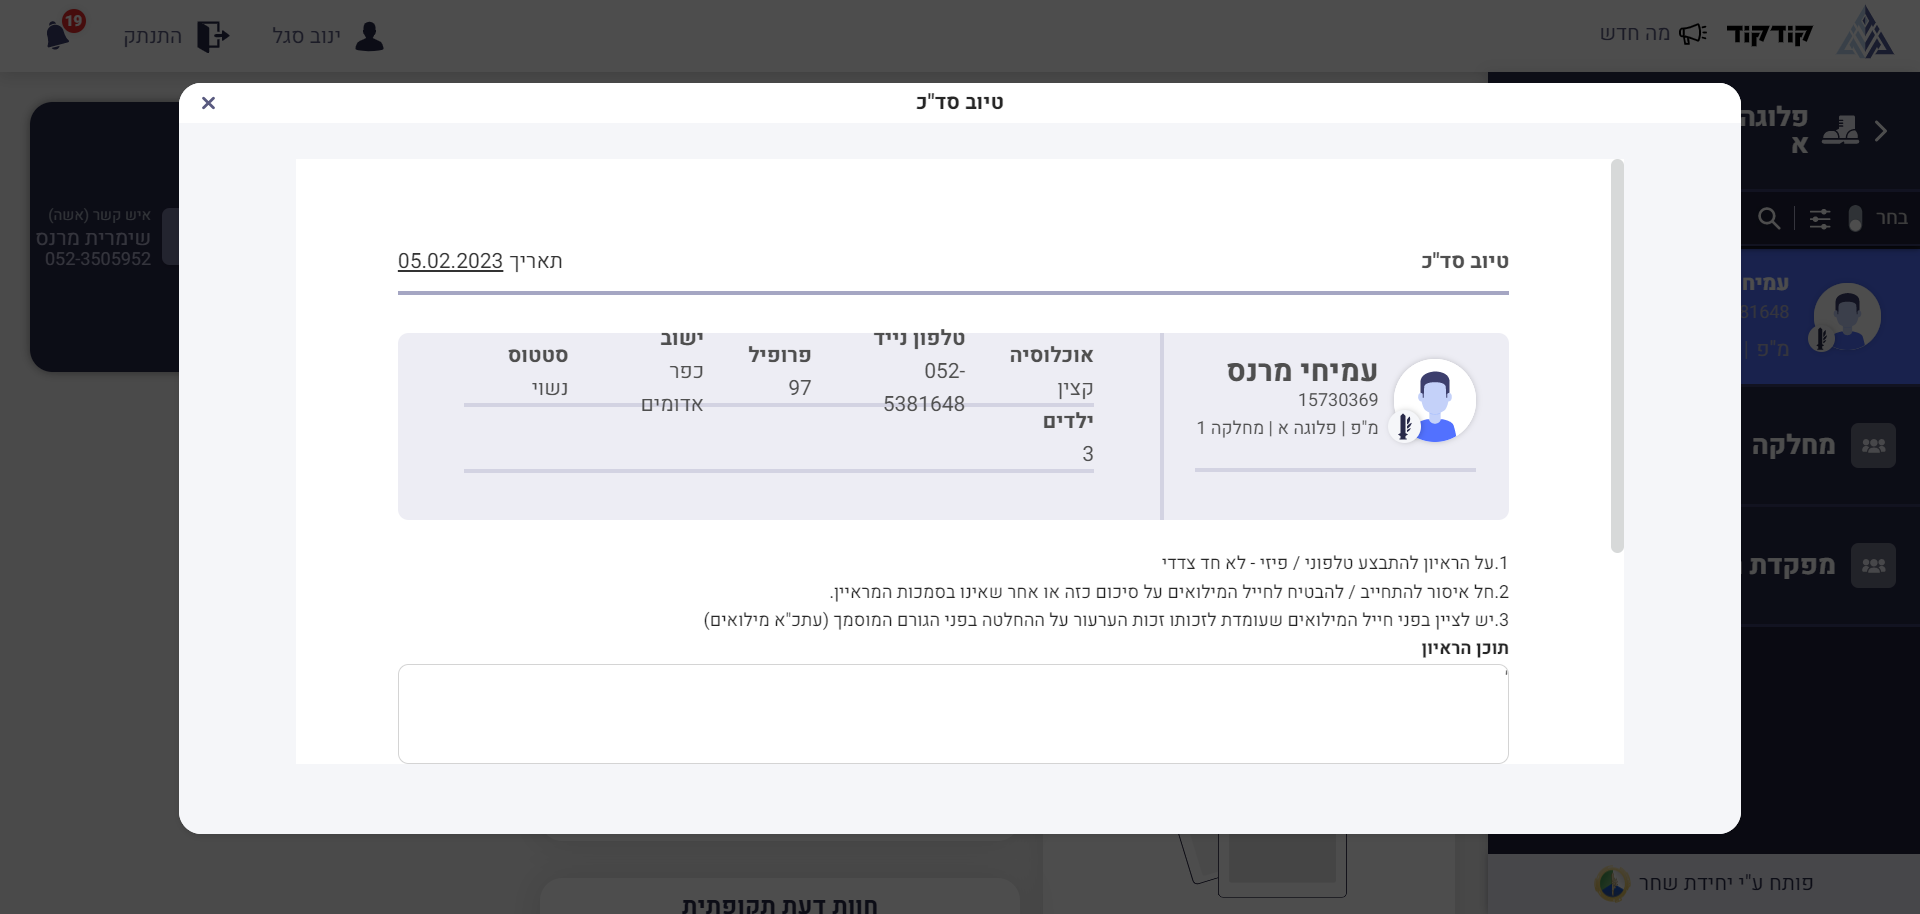 קודקוד
מה חדש
ינוב סגל
התנתק
19
טיוב סד"כ
פלוגה
א
בחר
עמיחי
31648
מ"פ |
מחלקה
מפקדת
פותח ע"י יחידת שחר
איש קשר (אשה)
שימרית מרנס
052-3505952
טיוב סד"כ
תאריך 05.02.2023
עמיחי מרנס
15730369
מ"פ | פלוגה א | מחלקה 1
אוכלוסיה
קצין
טלפון נייד
052-
5381648
פרופיל
97
ישוב
כפר
אדומים
סטטוס
נשוי
ילדים
3
1.על הראיון להתבצע טלפוני / פיזי - לא חד צדדי
2.חל איסור להתחייב / להבטיח לחייל המילואים על סיכום כזה או אחר שאינו בסמכות המראיין.
3.יש לציין בפני חייל המילואים שעומדת לזכותו זכות הערעור על ההחלטה בפני הגורם המוסמך (עתכ"א מילואים)
תוכן הראיון
חוות דעת תקופתית